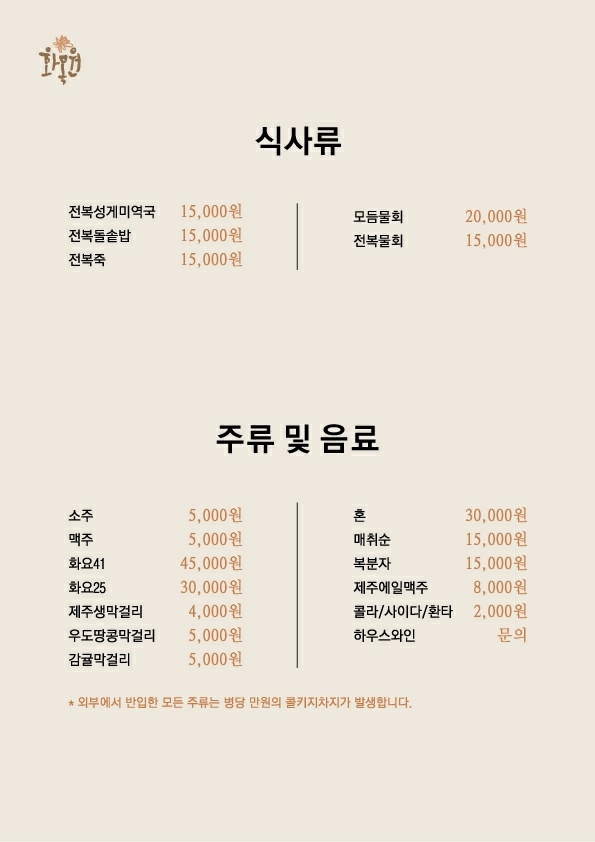 화목원
식사류
전복성게미역국 15,000원
전복돌솥밥 15,000원
전복죽 15,000원
모듬물회 20,000원
전복물회 15,000원
주류 및 음료
소주 5,000원
맥주 5,000원
화요41 45,000원
화요25 30,000원
제주생막걸리 4,000원
우도땅콩막걸리 5,000원
감귤막걸리 5,000원
혼 30,000원
매취순 15,000원
복분자 15,000원
제주에일맥주 8,000원
콜라/사이다/환타 2,000원
하우스와인 문의
* 외부에서 반입한 모든 주류는 병당 만원의 콜키지차지가 발생합니다.